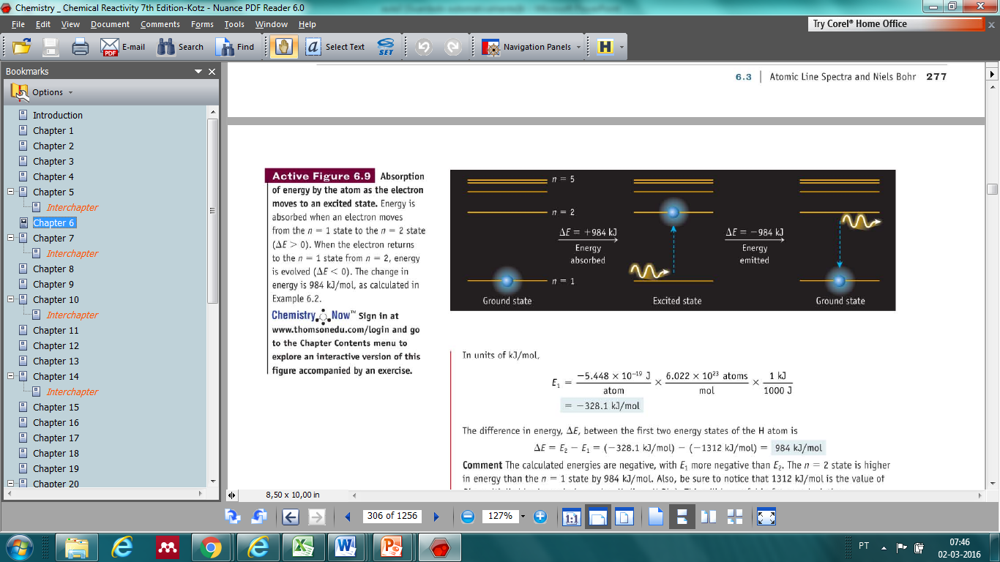 Chemistry _ Chemical Reactivity 7th Edition-Kotz - Nuance PDF Reader 6.0
File Edit View Document Comments Forms Tools Window Help
Try Corel® Home Office
E-mail Search Find Select Text SET Navigation Panels H
Bookmarks
Options
Introduction
Chapter 1
Chapter 2
Chapter 3
Chapter 4
Chapter 5
Interchapter
Chapter 6
Chapter 7
Interchapter
Chapter 8
Chapter 9
Chapter 10
Interchapter
Chapter 11
Chapter 12
Chapter 13
Chapter 14
Interchapter
Chapter 15
Chapter 16
Chapter 17
Chapter 18
Chapter 19
Chapter 20
6.3 | Atomic Line Spectra and Niels Bohr 277
Active Figure 6.9 Absorption
of energy by the atom as the electron
moves to an excited state. Energy is
absorbed when an electron moves
from the n = 1 state to the n = 2 state
(ΔE > 0). When the electron returns
to the n = 1 state from n = 2, energy
is evolved (ΔE < 0). The change in
energy is 984 kJ/mol, as calculated in
Example 6.2.
Chemistry Now™ Sign in at
www.thomsonedu.com/login and go
to the Chapter Contents menu to
explore an interactive version of this
figure accompanied by an exercise.
n = 5
n = 2
ΔE = +984 kJ
Energy
absorbed
ΔE = −984 kJ
Energy
emitted
n = 1
Ground state
Excited state
Ground state
In units of kJ/mol,
E₁ = −5.448 × 10⁻¹⁹ J / atom × 6.022 × 10²³ atoms / mol × 1 kJ / 1000 J
= −328.1 kJ/mol
The difference in energy, ΔE, between the first two energy states of the H atom is
ΔE = E₂ − E₁ = (−328.1 kJ/mol) − (−1312 kJ/mol) = 984 kJ/mol
Comment The calculated energies are negative, with E₁ more negative than E₂. The n = 2 state is higher
in energy than the n = 1 state by 984 kJ/mol. Also, be sure to notice that 1312 kJ/mol is the value of
8,50 x 10,00 in
306 of 1256
127%
1:1
PT
07:46
02-03-2016